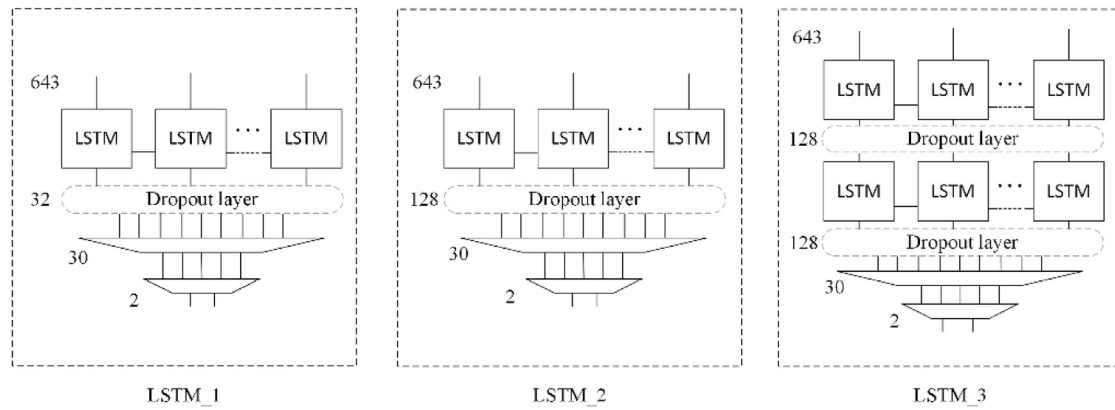 643
LSTM LSTM ... LSTM
32 Dropout layer
30
2
LSTM_1
643
LSTM LSTM ... LSTM
128 Dropout layer
30
2
LSTM_2
643
LSTM LSTM ... LSTM
128 Dropout layer
LSTM LSTM ... LSTM
128 Dropout layer
30
2
LSTM_3